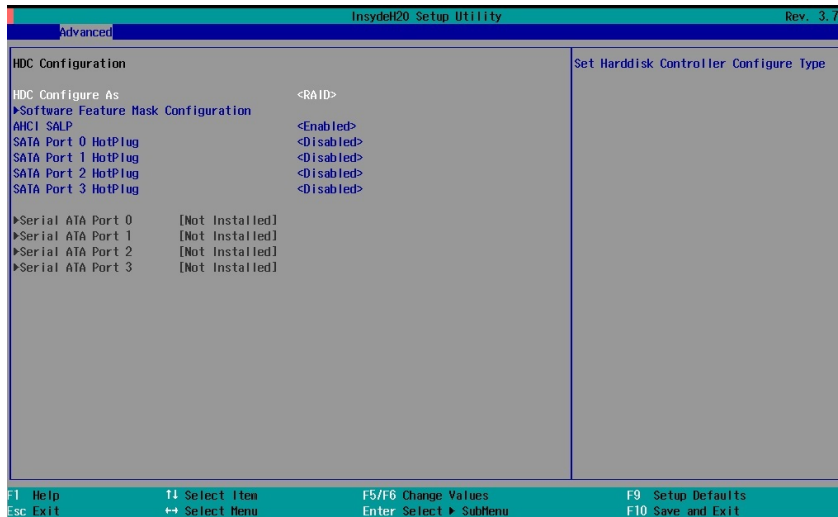 InsydeH20 Setup Utility Rev. 3.7
Advanced
HDC Configuration
Set Harddisk Controller Configure Type
HDC Configure As <RAID>
▶Software Feature Mask Configuration
AHCI SALP <Enabled>
SATA Port 0 HotPlug <Disabled>
SATA Port 1 HotPlug <Disabled>
SATA Port 2 HotPlug <Disabled>
SATA Port 3 HotPlug <Disabled>
▶Serial ATA Port 0 [Not Installed]
▶Serial ATA Port 1 [Not Installed]
▶Serial ATA Port 2 [Not Installed]
▶Serial ATA Port 3 [Not Installed]
F1 Help ↑↓ Select Item F5/F6 Change Values F9 Setup Defaults
Esc Exit ↔ Select Menu Enter Select ▶ SubMenu F10 Save and Exit